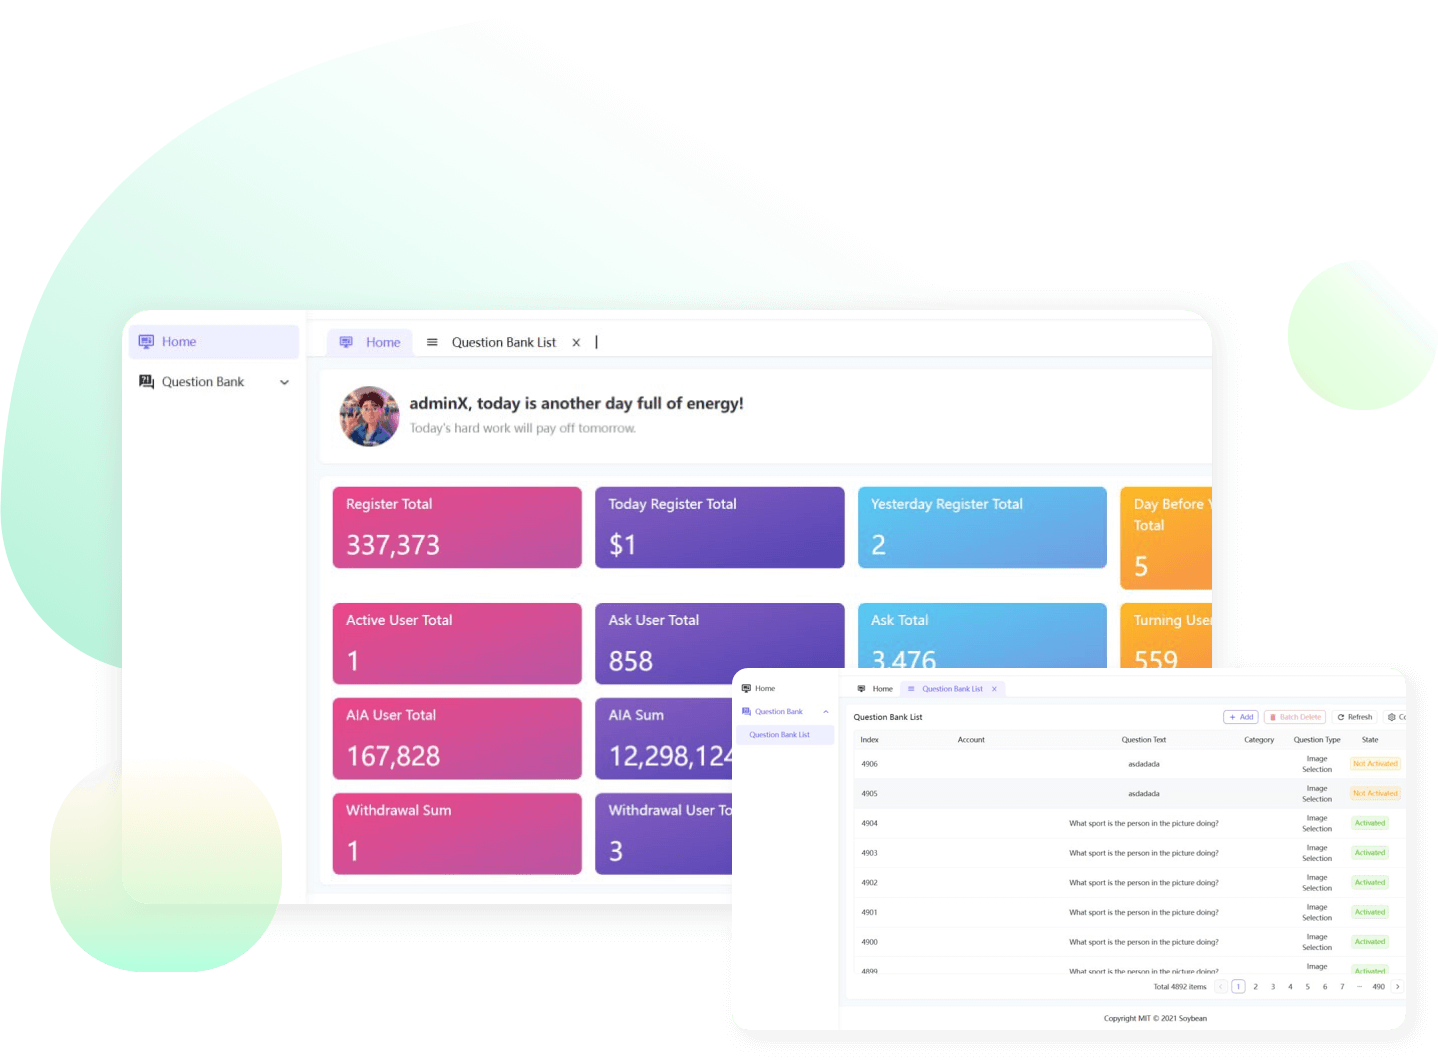 Home
Question Bank
Home
Question Bank List
adminX, today is another day full of energy!
Today's hard work will pay off tomorrow.
Register Total
337,373
Today Register Total
$1
Yesterday Register Total
2
Day Before
Total
5
Active User Total
1
Ask User Total
858
Ask Total
3,476
Turning User
559
AIA User Total
167,828
AIA Sum
12,298,124
Withdrawal Sum
1
Withdrawal User
3
Home
Question Bank
Question Bank List
Home
Question Bank List
Question Bank List
+ Add
Batch Delete
Refresh
Index Account Question Text Category Question Type State
4906 asdadada Image Selection Not Activated
4905 asdadada Image Selection Not Activated
4904 What sport is the person in the picture doing? Image Selection Activated
4903 What sport is the person in the picture doing? Image Selection Activated
4902 What sport is the person in the picture doing? Image Selection Activated
4901 What sport is the person in the picture doing? Image Selection Activated
4900 What sport is the person in the picture doing? Image Selection Activated
4899 What sport is the person in the picture doing? Image Activated
Total 4892 items < 1 2 3 4 5 6 7 ··· 490 >
Copyright MIT © 2021 Soybean